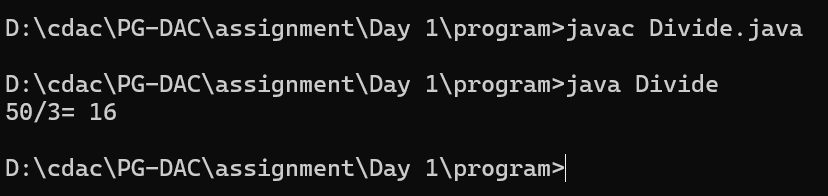 D:\cdac\PG-DAC\assignment\Day 1\program>javac Divide.java
D:\cdac\PG-DAC\assignment\Day 1\program>java Divide
50/3= 16
D:\cdac\PG-DAC\assignment\Day 1\program>